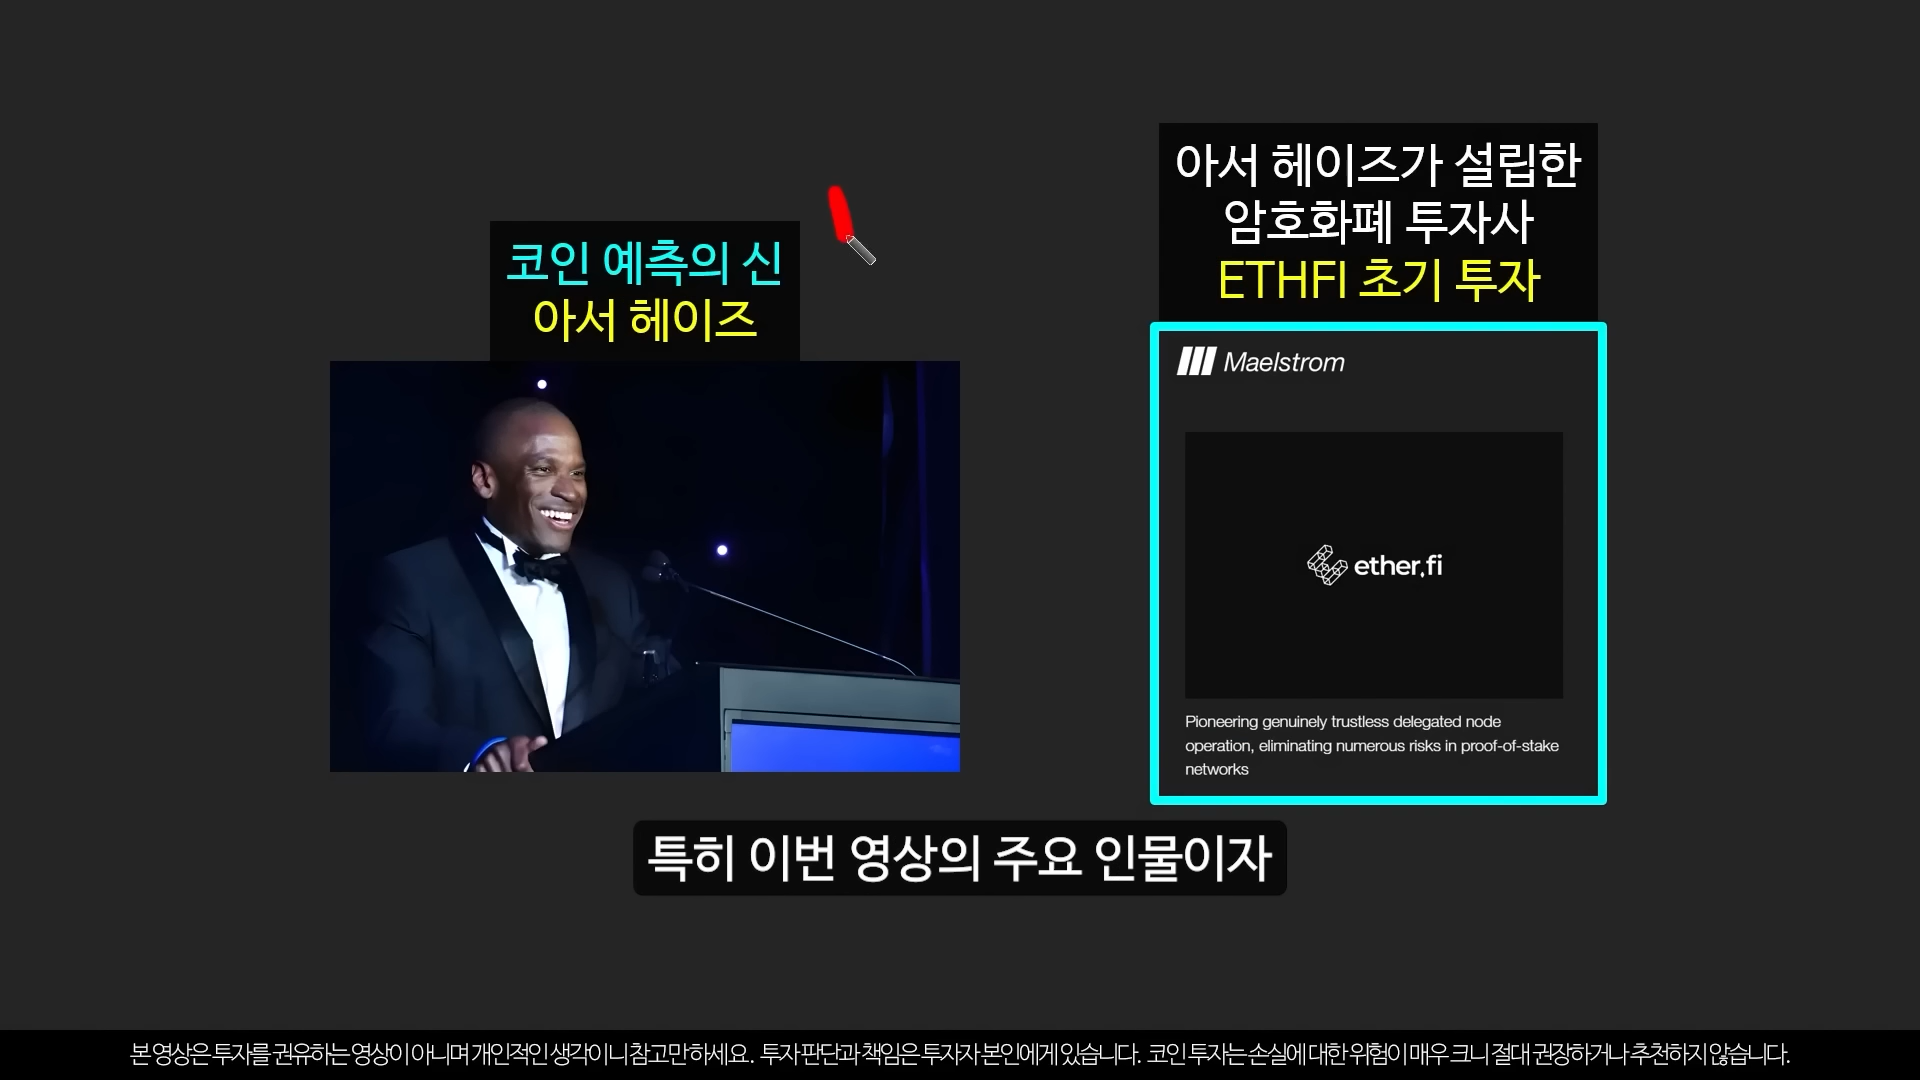 코인 예측의 신
아서 헤이즈
아서 헤이즈가 설립한
암호화폐 투자사
ETHFI 초기 투자
Maelstrom
ether.fi
Pioneering genuinely trustless delegated node
operation, eliminating numerous risks in proof-of-stake
networks
특히 이번 영상의 주요 인물이자
본 영상은 투자를 권유하는 영상이 아니며 개인적인 생각이니 참고만 하세요. 투자 판단과 책임은 투자자 본인에게 있습니다. 코인 투자는 손실에 대한 위험이 매우 크니 절대 권장하거나 추천하지 않습니다.